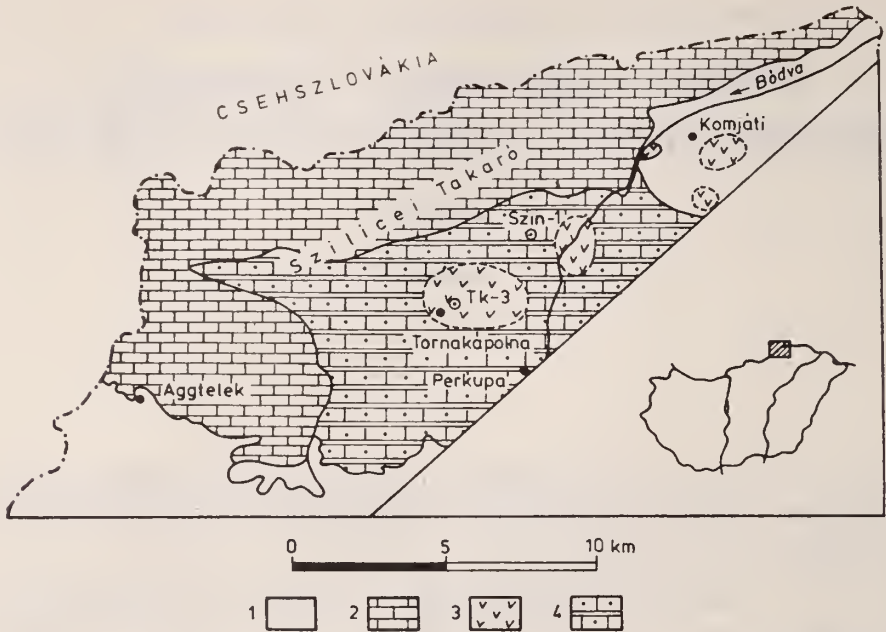 CSEHSZLOVÁKIA
Bódva
Komjáti
Szilicei Takaró
Szin-1
Tk-3
Tornakápolna
Perkupa
Aggtelek
0 5 10 km
1 2 3 4